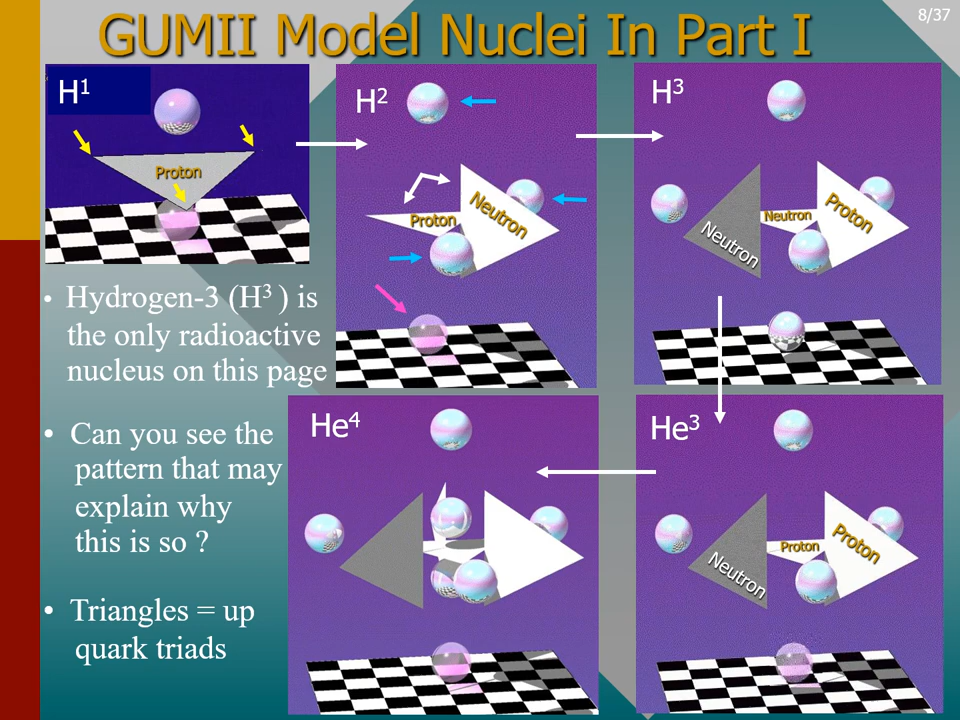 GUMII Model Nuclei In Part I
8/37
H¹
Proton
H²
Proton
Neutron
H³
Neutron
Neutron
Proton
• Hydrogen-3 (H³ ) is
the only radioactive
nucleus on this page
• Can you see the
pattern that may
explain why
this is so ?
• Triangles = up
quark triads
He⁴
He³
Neutron
Proton
Proton